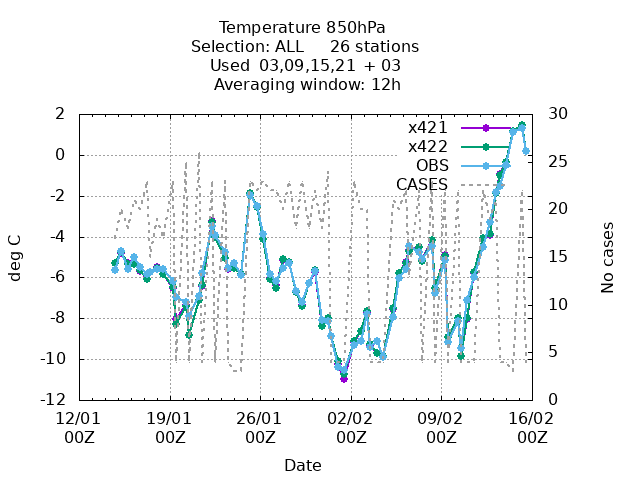 Temperature 850hPa
Selection: ALL 26 stations
Used 03,09,15,21 + 03
Averaging window: 12h
x421
x422
OBS
CASES
deg C
2
0
-2
-4
-6
-8
-10
-12
No cases
30
25
20
15
10
5
0
12/01 19/01 26/01 02/02 09/02 16/02
00Z 00Z 00Z 00Z 00Z 00Z
Date